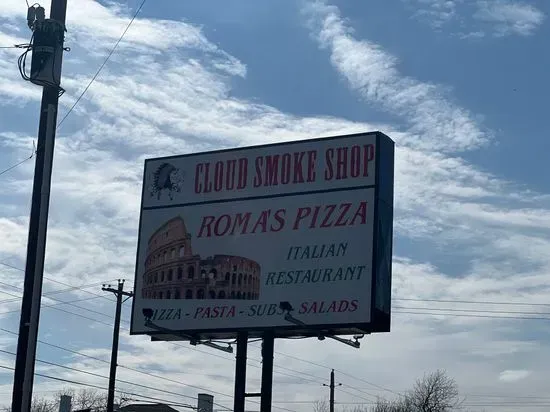 CLOUD SMOKE SHOP
ROMA'S PIZZA
ITALIAN
RESTAURANT
PIZZA - PASTA - SUBS - SALADS